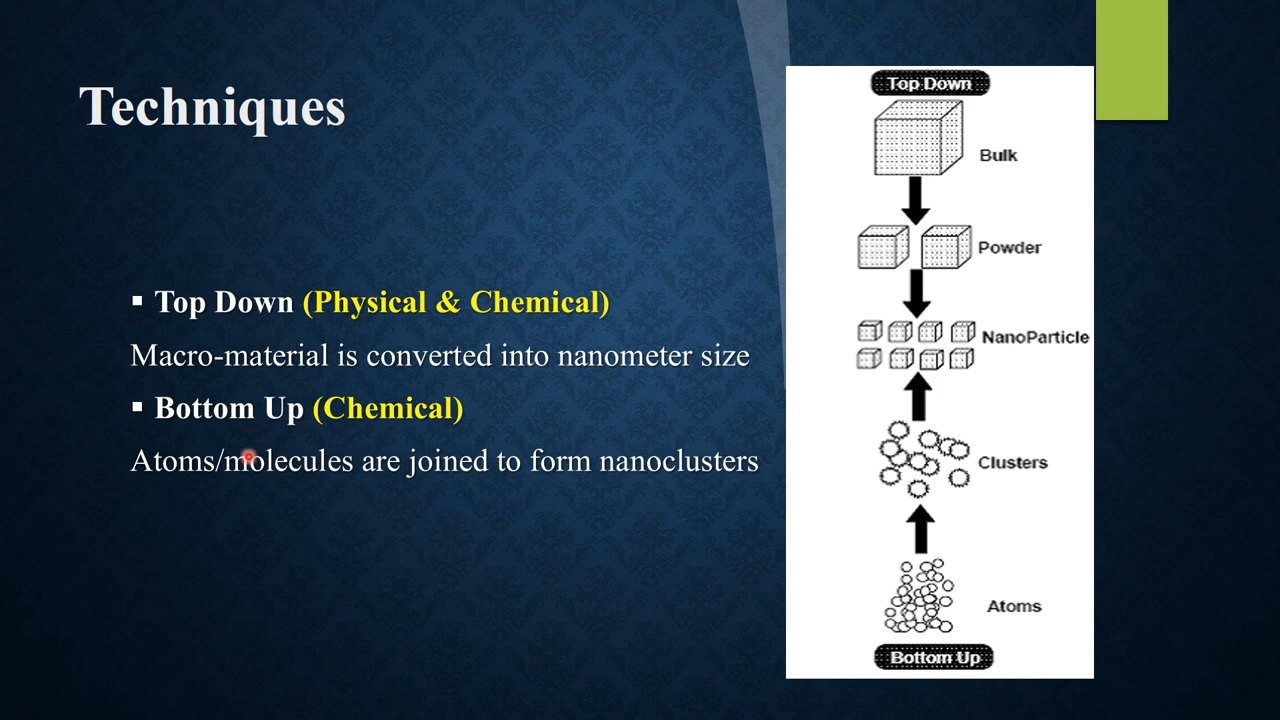 Techniques
▪ Top Down (Physical & Chemical)
Macro-material is converted into nanometer size
▪ Bottom Up (Chemical)
Atoms/molecules are joined to form nanoclusters
Top Down
Bulk
Powder
NanoParticle
Clusters
Atoms
Bottom Up